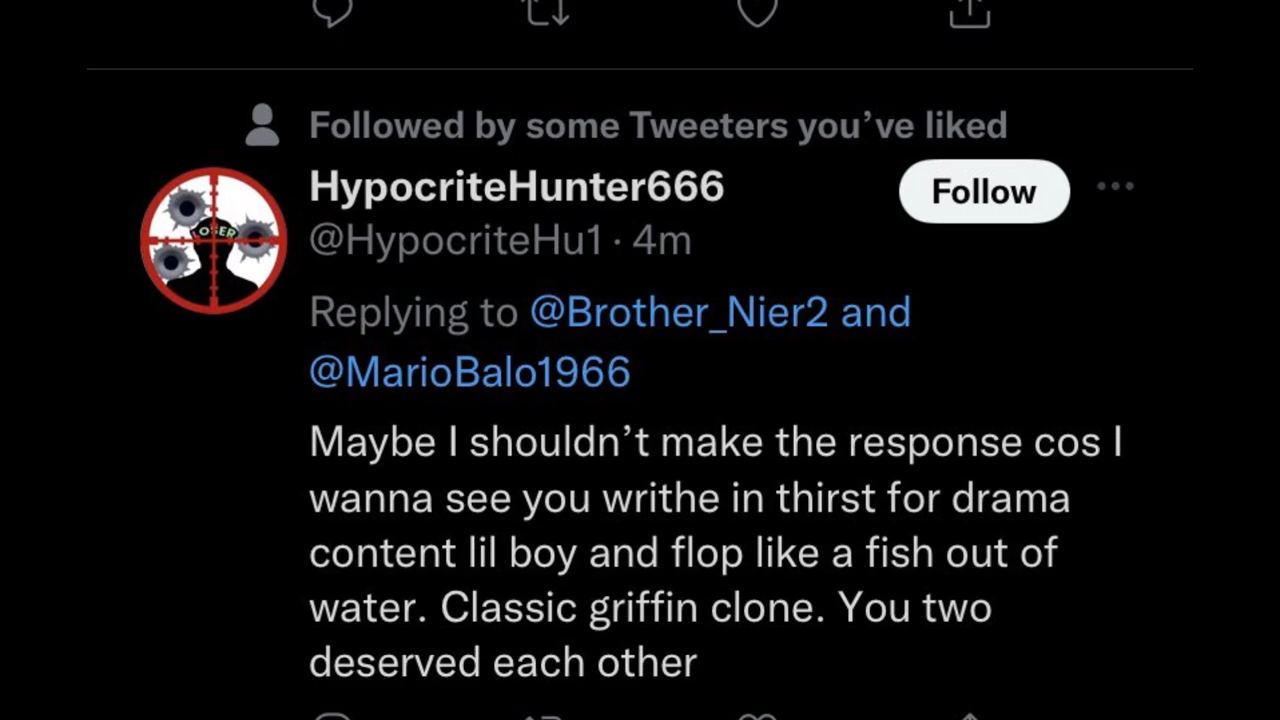 Followed by some Tweeters you’ve liked
HypocriteHunter666
Follow
@HypocriteHu1 · 4m
LOSER
Replying to @Brother_Nier2 and
@MarioBalo1966
Maybe I shouldn’t make the response cos I
wanna see you writhe in thirst for drama
content lil boy and flop like a fish out of
water. Classic griffin clone. You two
deserved each other